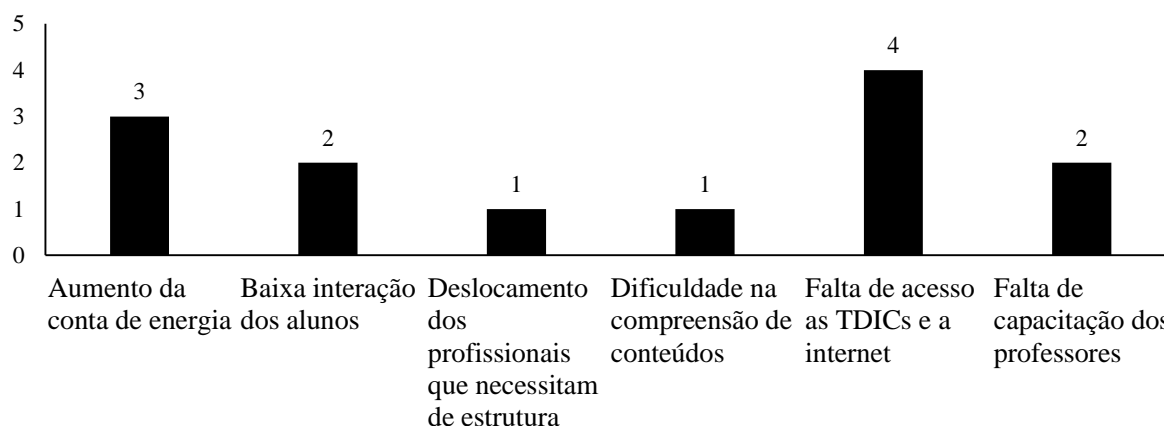 5
4
3
2
1
0
3
2
1
1
4
2
Aumento da
conta de energia
Baixa interação
dos alunos
Deslocamento
dos
profissionais
que necessitam
de estrutura
Dificuldade na
compreensão de
conteúdos
Falta de acesso
as TDICs e a
internet
Falta de
capacitação dos
professores